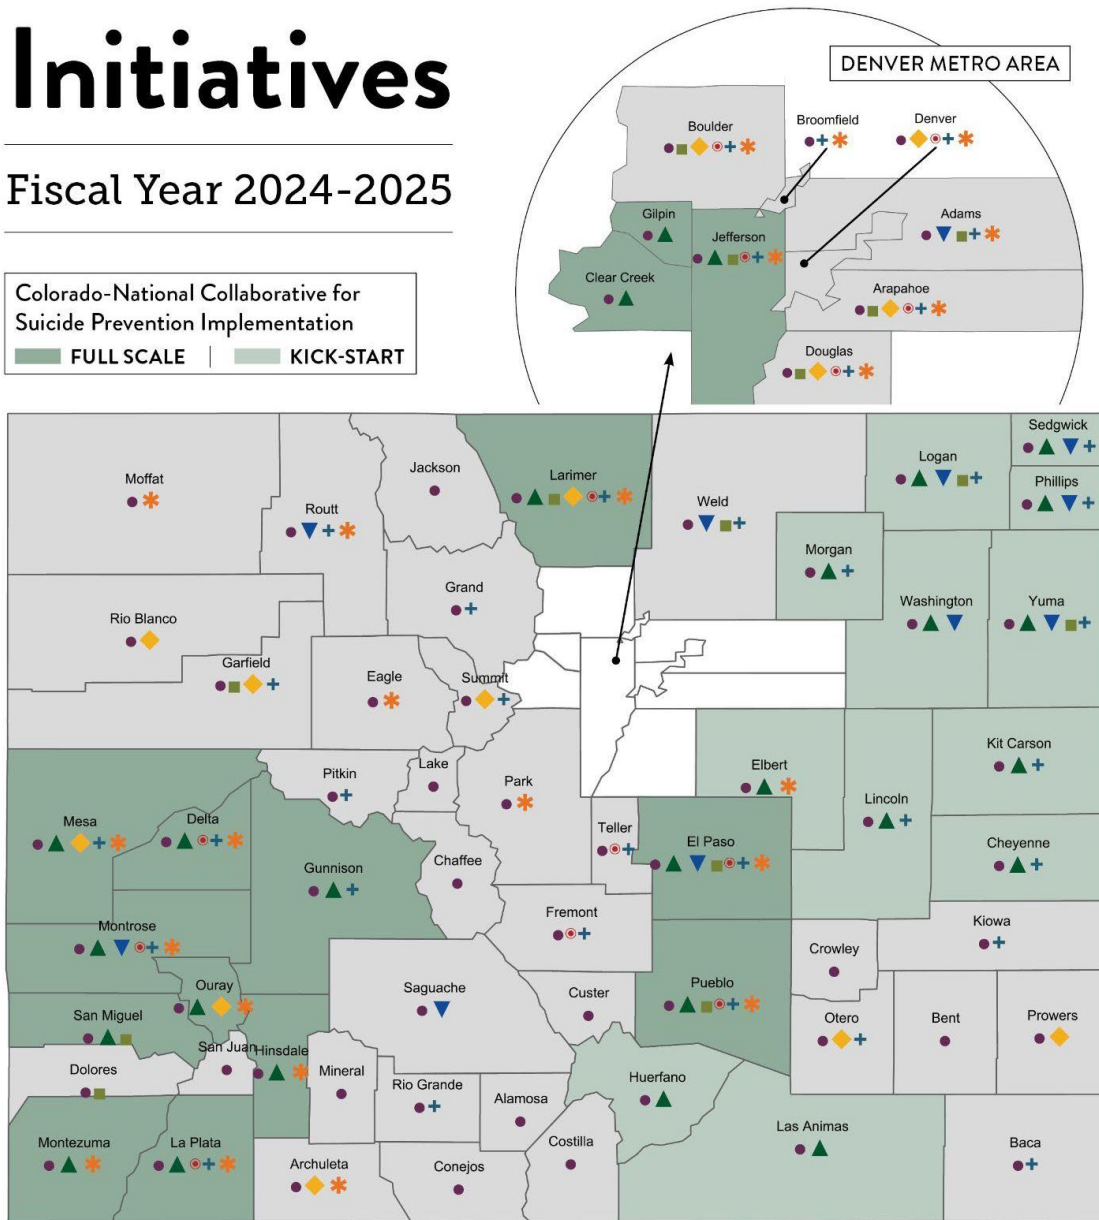 Initiatives
Fiscal Year 2024-2025
Colorado-National Collaborative for
Suicide Prevention Implementation
FULL SCALE | KICK-START
DENVER METRO AREA
Boulder
Broomfield
Denver
Gilpin
Jefferson
Adams
Clear Creek
Arapahoe
Douglas
Moffat
Routt
Jackson
Larimer
Weld
Logan
Sedgwick
Phillips
Morgan
Grand
Washington
Yuma
Rio Blanco
Garfield
Eagle
Summit
Pitkin
Lake
Park
Elbert
Kit Carson
Lincoln
Mesa
Delta
Teller
El Paso
Cheyenne
Gunnison
Chaffee
Montrose
Fremont
Kiowa
Crowley
Ouray
Saguache
Custer
Pueblo
San Miguel
Otero
Bent
Prowers
San Juan
Hinsdale
Dolores
Mineral
Rio Grande
Huerfano
Alamosa
Montezuma
La Plata
Las Animas
Costilla
Baca
Archuleta
Conejos